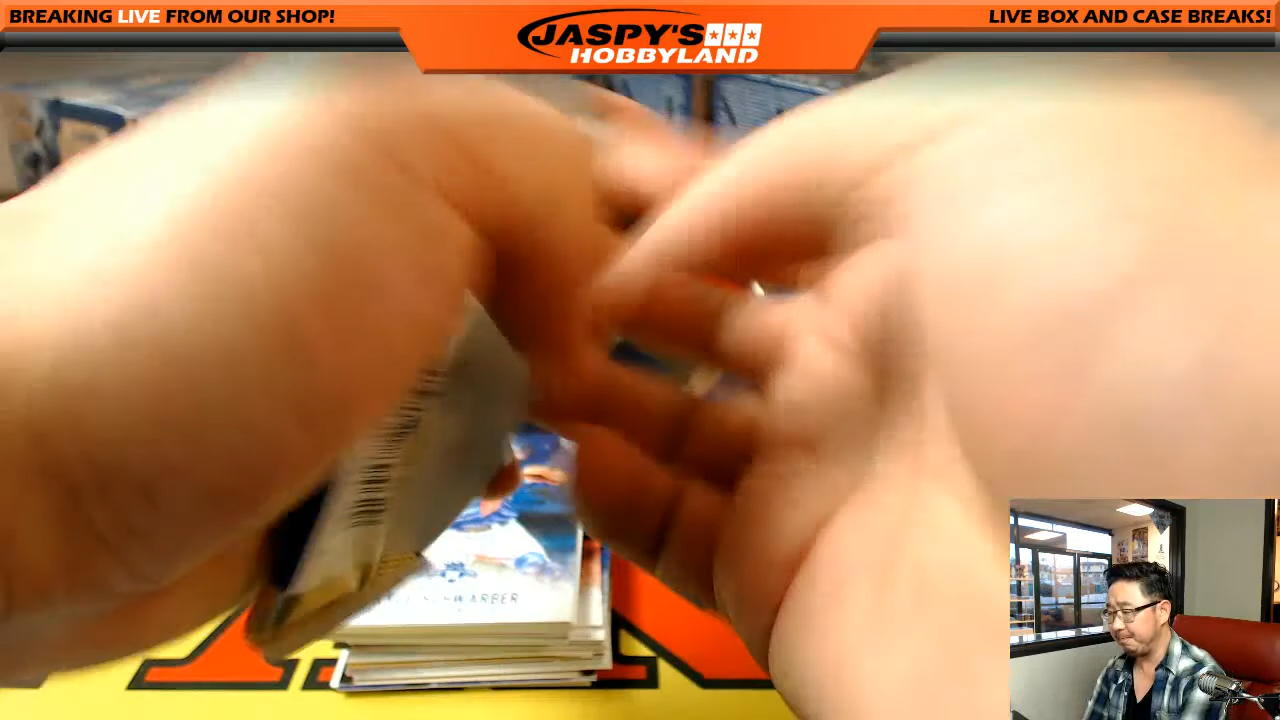 BREAKING LIVE FROM OUR SHOP!
JASPY'S
HOBBYLAND
LIVE BOX AND CASE BREAKS!